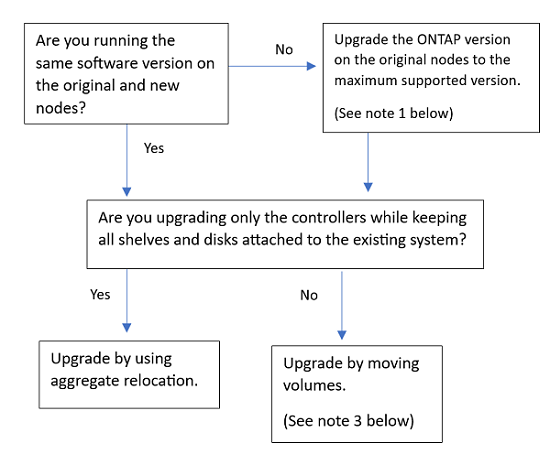 Are you running the
same software version on
the original and new
nodes?
No
Upgrade the ONTAP version
on the original nodes to the
maximum supported version.
(See note 1 below)
Yes
Are you upgrading only the controllers while keeping
all shelves and disks attached to the existing system?
Yes
No
Upgrade by using
aggregate relocation.
Upgrade by moving
volumes.
(See note 3 below)